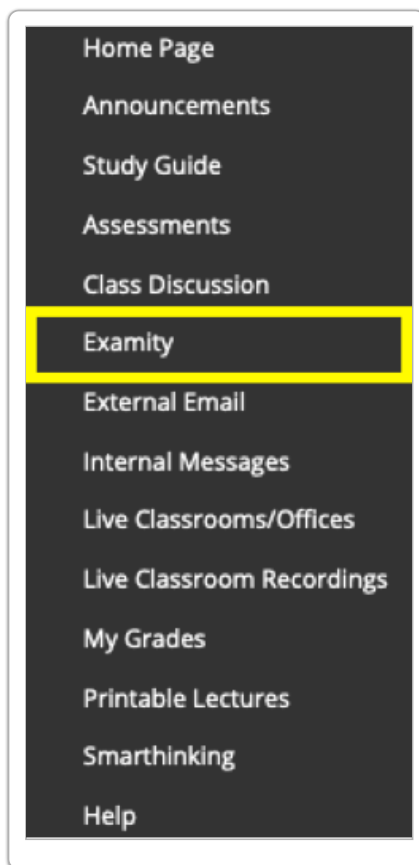 Home Page
Announcements
Study Guide
Assessments
Class Discussion
Examity
External Email
Internal Messages
Live Classrooms/Offices
Live Classroom Recordings
My Grades
Printable Lectures
Smarthinking
Help